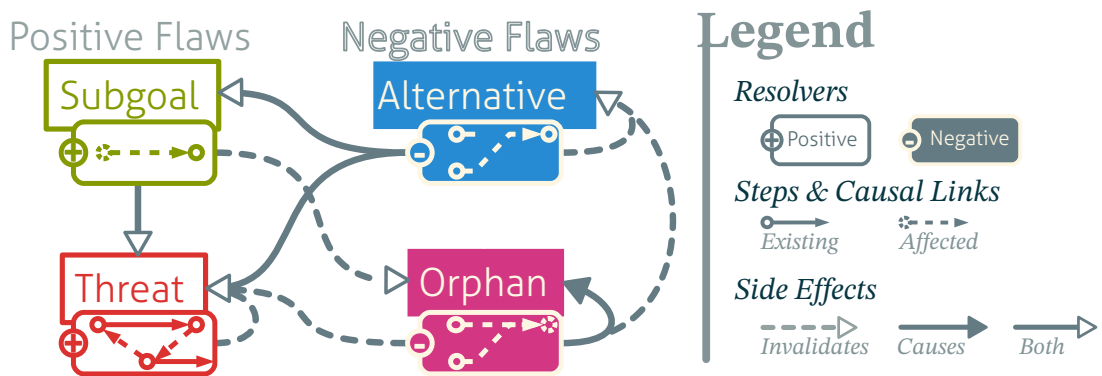 Positive Flaws
Negative Flaws
Subgoal
Alternative
Threat
Orphan
Legend
Resolvers
Positive
Negative
Steps & Causal Links
Existing
Affected
Side Effects
Invalidates
Causes
Both